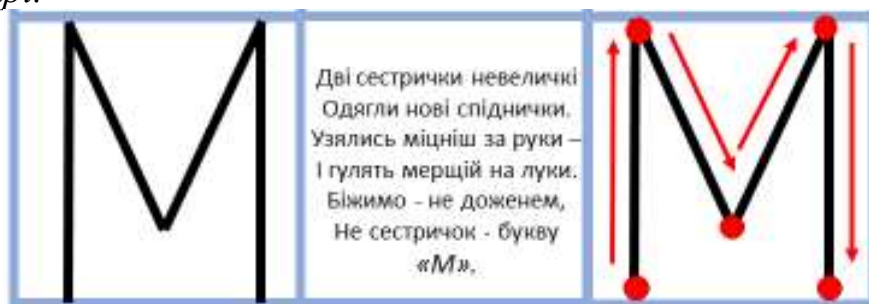 М
Дві сестрички невеличкі
Одягли нові спіднички.
Узялись міцніш за руки –
І гулять мерщій на луки.
Біжимо - не доженем,
Не сестричок - букву
«М».
М